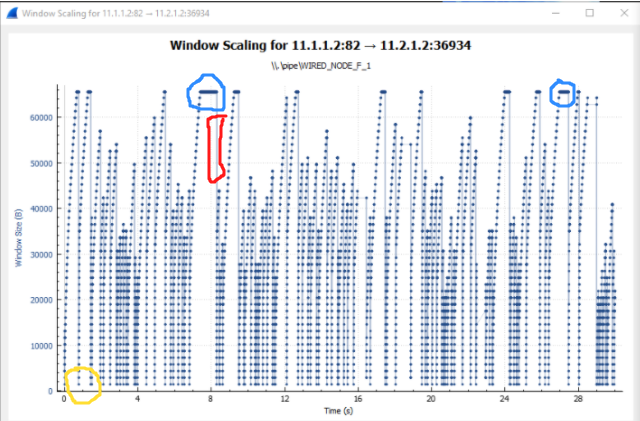 Window Scaling for 11.1.1.2:82 → 11.2.1.2:36934
Window Scaling for 11.1.1.2:82 → 11.2.1.2:36934
\\.\pipe\WIRED_NODE_F_1
60000
50000
40000
30000
20000
10000
0
Window Size (B)
0 4 8 12 16 20 24 28
Time (s)